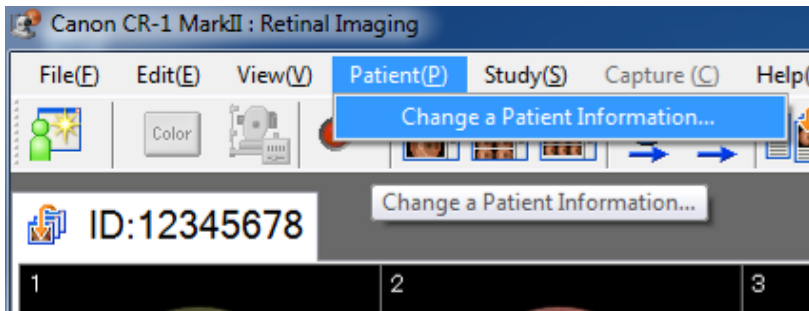 Canon CR-1 MarkII : Retinal Imaging
File(F) Edit(E) View(V) Patient(P) Study(S) Capture (C) Help(
Change a Patient Information...
Color
Change a Patient Information...
ID:12345678
1 2 3